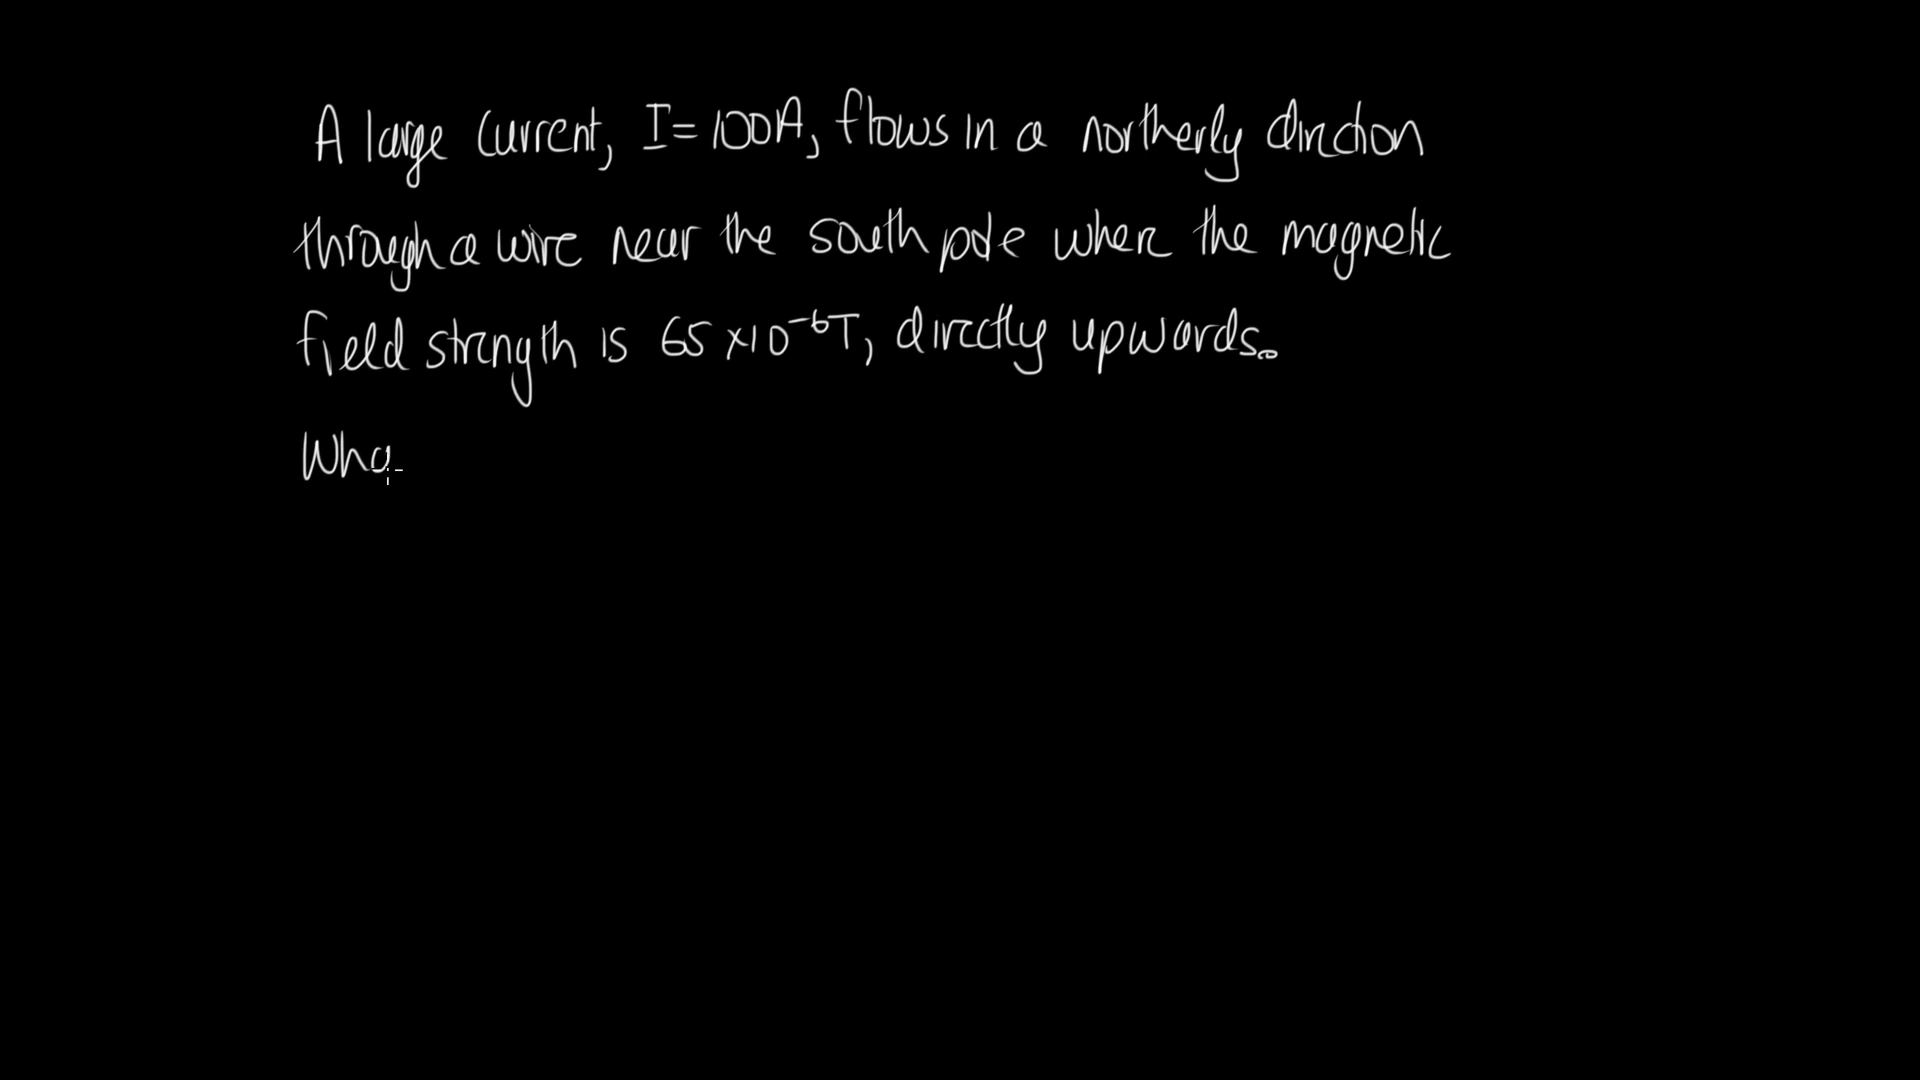 A large current, I = 100A, flows in a northerly direction
through a wire near the south pole where the magnetic
field strength is 65 x10⁻⁶T, directly upwards.
Wha